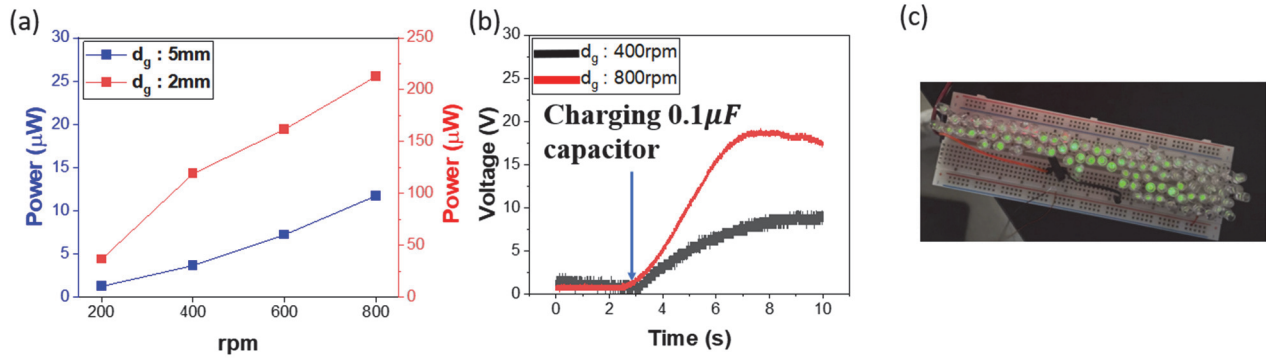 (a)
30
25
20
15
10
5
0
Power (μW)
d_g : 5mm
d_g : 2mm
250
200
150
100
50
0
Power (μW)
200 400 600 800
rpm
(b)
30
25
20
15
10
5
0
Voltage (V)
d_g : 400rpm
d_g : 800rpm
Charging 0.1μF
capacitor
0 2 4 6 8 10
Time (s)
(c)